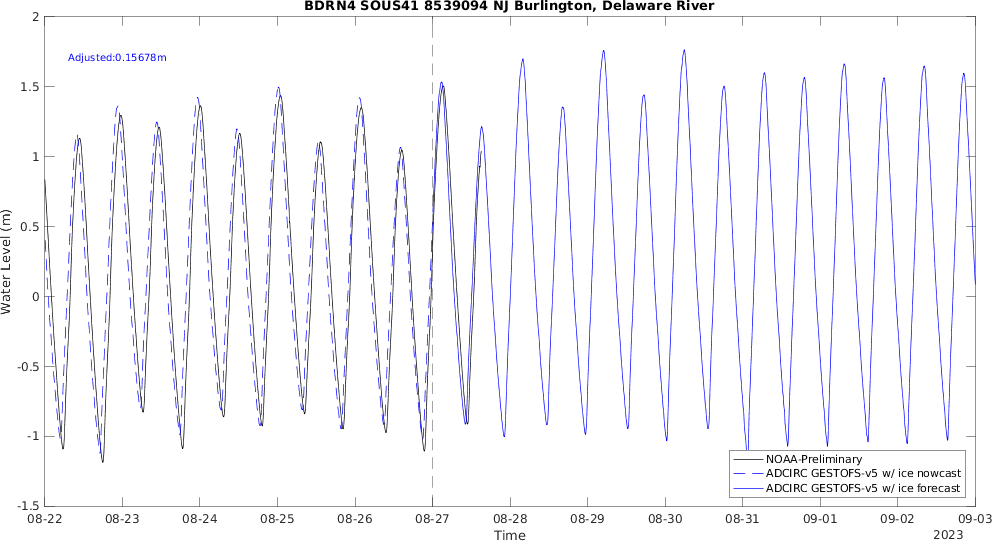 BDRN4 SOUS41 8539094 NJ Burlington, Delaware River
2
Adjusted:0.15678m
1.5
1
0.5
0
-0.5
-1
-1.5
Water Level (m)
NOAA-Preliminary
ADCIRC GESTOFS-v5 w/ ice nowcast
ADCIRC GESTOFS-v5 w/ ice forecast
08-22 08-23 08-24 08-25 08-26 08-27 08-28 08-29 08-30 08-31 09-01 09-02 09-03
Time
2023